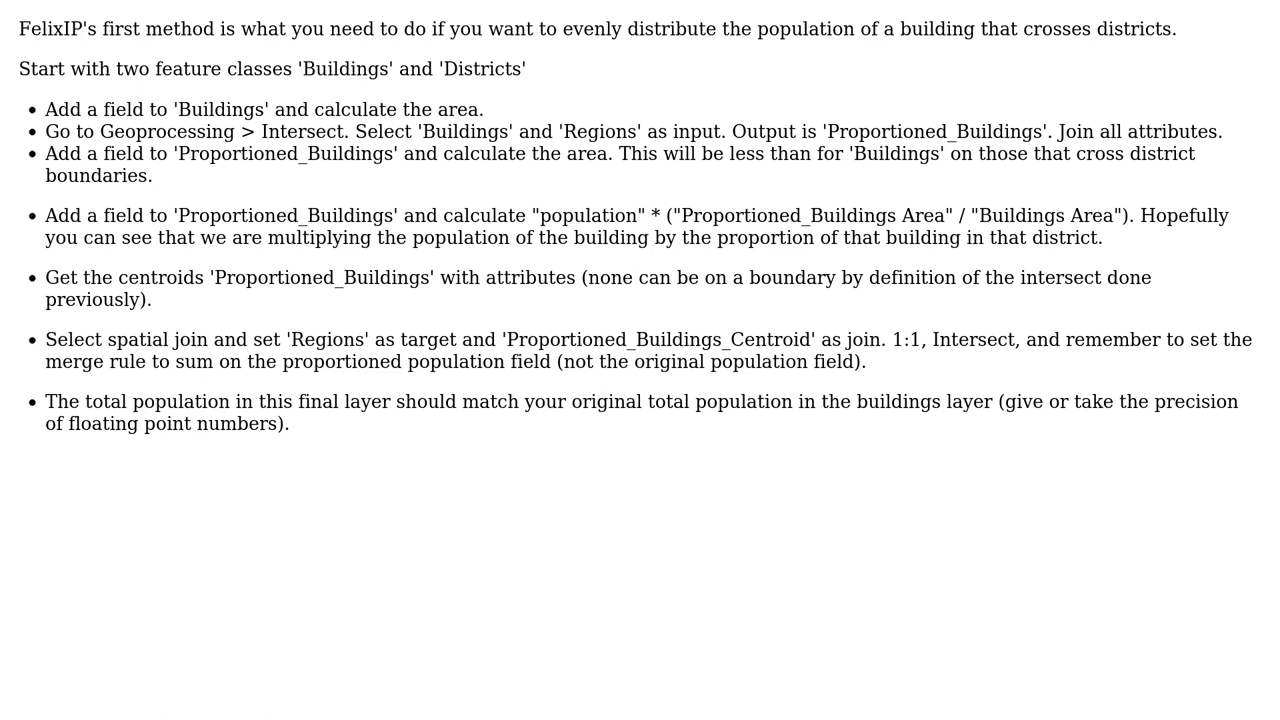 FelixIP's first method is what you need to do if you want to evenly distribute the population of a building that crosses districts.
Start with two feature classes 'Buildings' and 'Districts'
• Add a field to 'Buildings' and calculate the area.
• Go to Geoprocessing > Intersect. Select 'Buildings' and 'Regions' as input. Output is 'Proportioned_Buildings'. Join all attributes.
• Add a field to 'Proportioned_Buildings' and calculate the area. This will be less than for 'Buildings' on those that cross district
boundaries.
• Add a field to 'Proportioned_Buildings' and calculate "population" * ("Proportioned_Buildings Area" / "Buildings Area"). Hopefully
you can see that we are multiplying the population of the building by the proportion of that building in that district.
• Get the centroids 'Proportioned_Buildings' with attributes (none can be on a boundary by definition of the intersect done
previously).
• Select spatial join and set 'Regions' as target and 'Proportioned_Buildings_Centroid' as join. 1:1, Intersect, and remember to set the
merge rule to sum on the proportioned population field (not the original population field).
• The total population in this final layer should match your original total population in the buildings layer (give or take the precision
of floating point numbers).